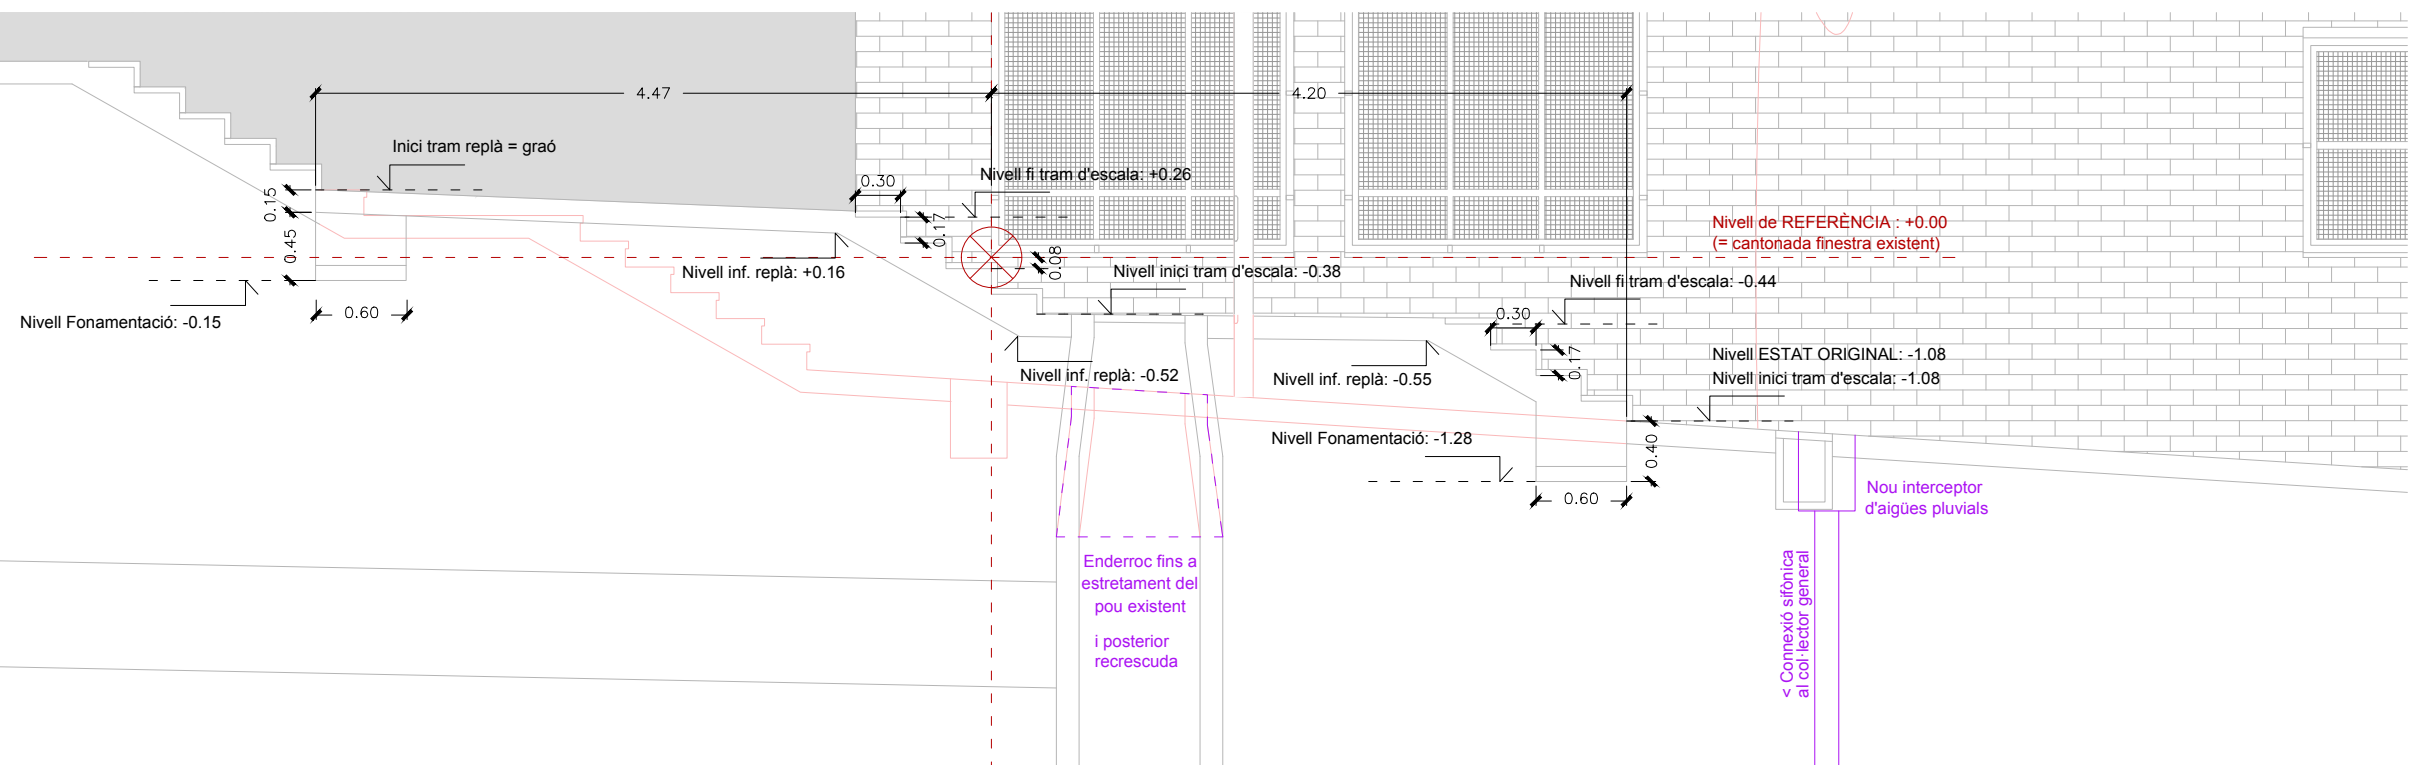 4.47
4.20
Inici tram replà = graó
0.30
Nivell fi tram d'escala: +0.26
0.15
0.17
Nivell de REFERÈNCIA : +0.00
(= cantonada finestra existent)
0.45
0.08
Nivell inf. replà: +0.16
Nivell inici tram d'escala: -0.38
Nivell fi tram d'escala: -0.44
Nivell Fonamentació: -0.15
0.60
0.30
0.17
Nivell ESTAT ORIGINAL: -1.08
Nivell inici tram d'escala: -1.08
Nivell inf. replà: -0.52
Nivell inf. replà: -0.55
Nivell Fonamentació: -1.28
0.40
0.60
Nou interceptor
d'aigües pluvials
Enderroc fins a
estretament del
pou existent
i posterior
recrescuda
< Connexió sifònica
al col·lector general